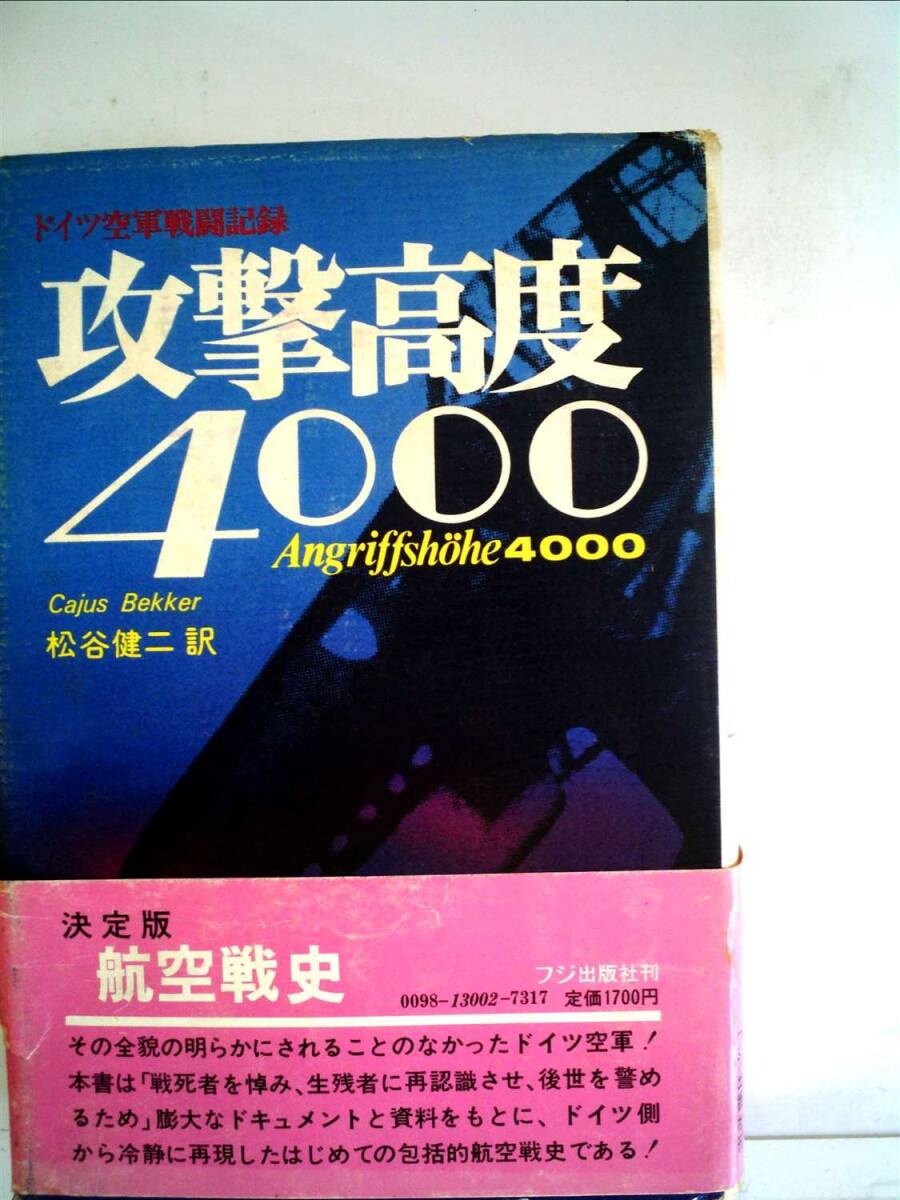 ドイツ空軍戦闘記録
攻撃高度
4000
Angriffshöhe 4000
Cajus Bekker
松谷健二 訳
決定版
航空戦史
フジ出版社刊
0098-13002-7317 定価1700円
その全貌の明らかにされることのなかったドイツ空軍!
本書は「戦死者を悼み、生残者に再認識させ、後世を警め
るため」膨大なドキュメントと資料をもとに、ドイツ側
から冷静に再現したはじめての包括的航空戦史である!